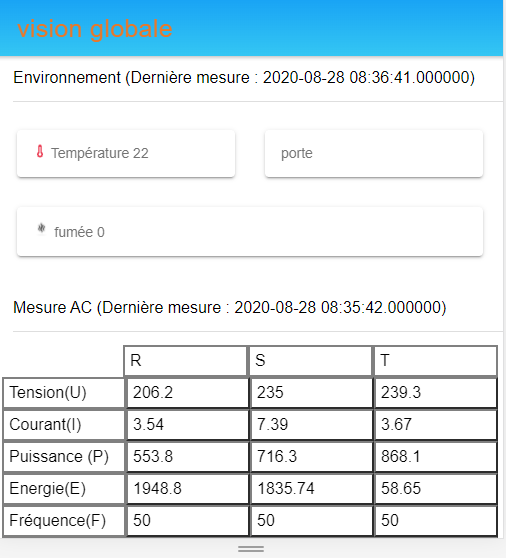 vision globale
Environnement (Dernière mesure : 2020-08-28 08:36:41.000000)
Température 22 porte
fumée 0
Mesure AC (Dernière mesure : 2020-08-28 08:35:42.000000)
R S T
Tension(U) 206.2 235 239.3
Courant(I) 3.54 7.39 3.67
Puissance (P) 553.8 716.3 868.1
Energie(E) 1948.8 1835.74 58.65
Fréquence(F) 50 50 50